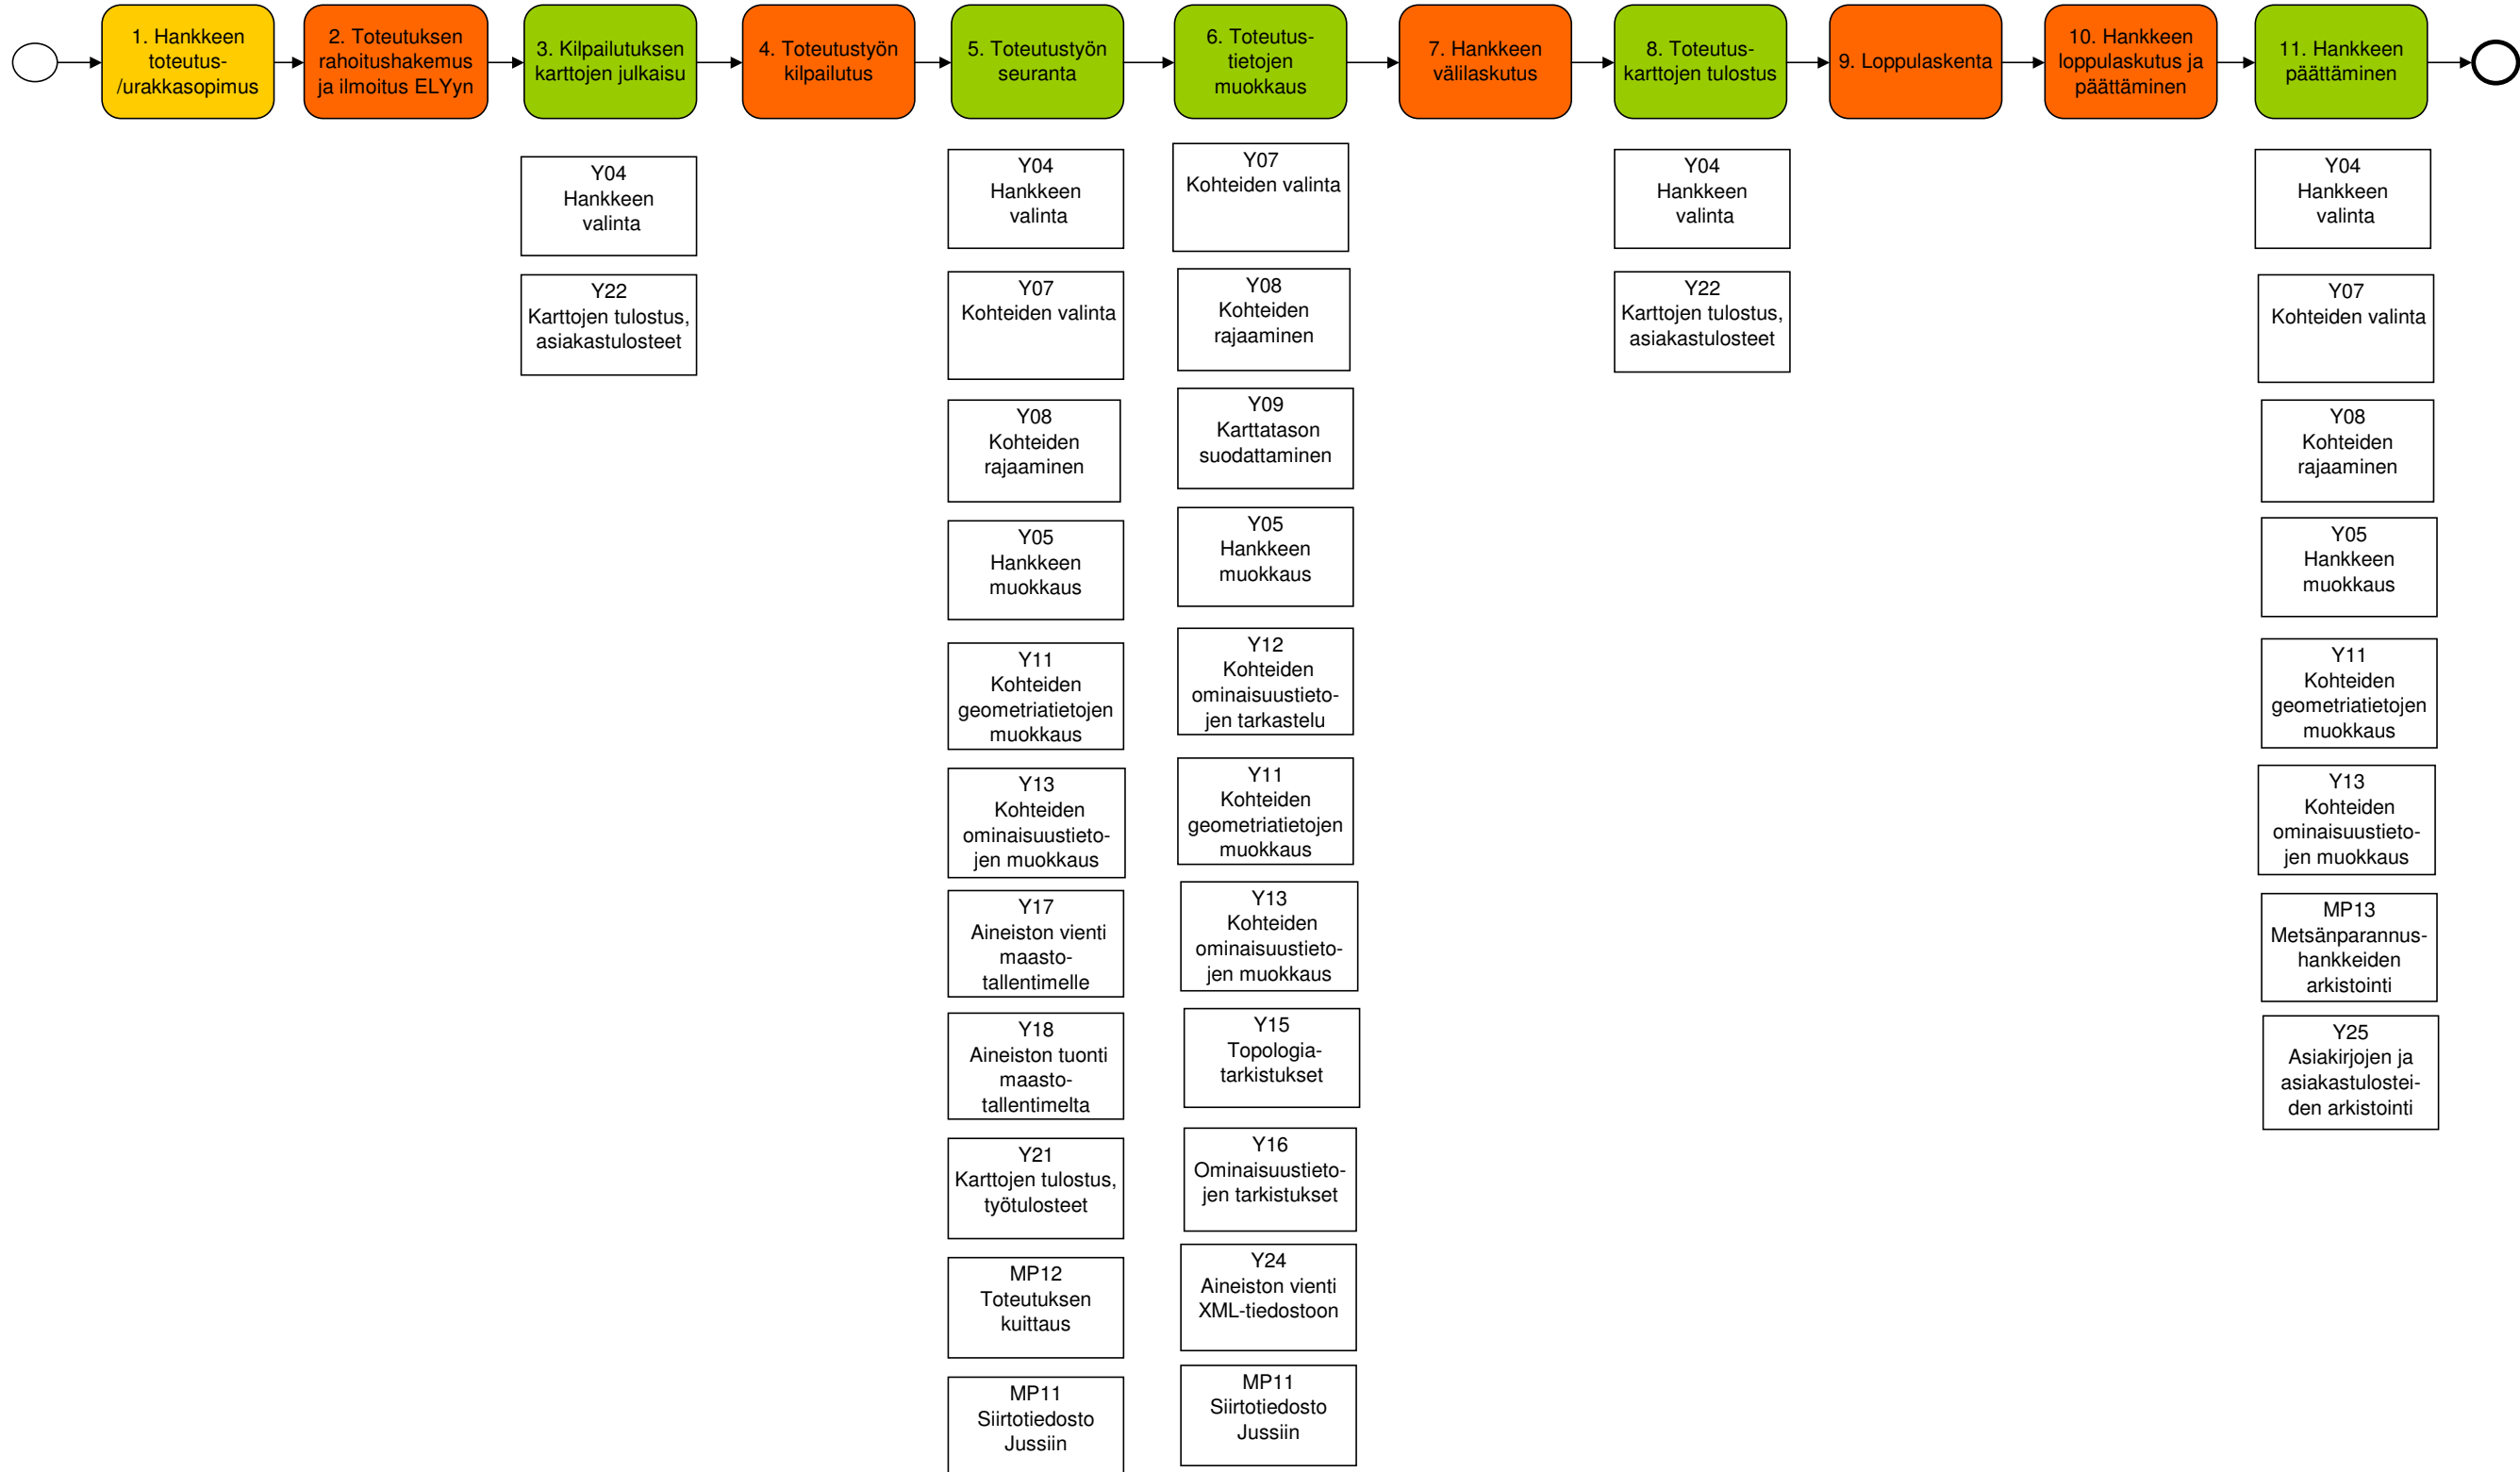 1. Hankkeen
toteutus-
/urakkasopimus
2. Toteutuksen
rahoitushakemus
ja ilmoitus ELYyn
3. Kilpailutuksen
karttojen julkaisu
4. Toteutustyön
kilpailutus
5. Toteutustyön
seuranta
6. Toteutus-
tietojen
muokkaus
7. Hankkeen
välilaskutus
8. Toteutus-
karttojen tulostus
9. Loppulaskenta
10. Hankkeen
loppulaskutus ja
päättäminen
11. Hankkeen
päättäminen
Y04
Hankkeen
valinta
Y22
Karttojen tulostus,
asiakastulosteet
Y04
Hankkeen
valinta
Y07
Kohteiden valinta
Y08
Kohteiden
rajaaminen
Y05
Hankkeen
muokkaus
Y11
Kohteiden
geometriatietojen
muokkaus
Y13
Kohteiden
ominaisuustieto-
jen muokkaus
Y17
Aineiston vienti
maasto-
tallentimelle
Y18
Aineiston tuonti
maasto-
tallentimelta
Y21
Karttojen tulostus,
työtulosteet
MP12
Toteutuksen
kuittaus
MP11
Siirtotiedosto
Jussiin
Y07
Kohteiden valinta
Y08
Kohteiden
rajaaminen
Y09
Karttatason
suodattaminen
Y05
Hankkeen
muokkaus
Y12
Kohteiden
ominaisuustieto-
jen tarkastelu
Y11
Kohteiden
geometriatietojen
muokkaus
Y13
Kohteiden
ominaisuustieto-
jen muokkaus
Y15
Topologia-
tarkistukset
Y16
Ominaisuustieto-
jen tarkistukset
Y24
Aineiston vienti
XML-tiedostoon
MP11
Siirtotiedosto
Jussiin
Y04
Hankkeen
valinta
Y22
Karttojen tulostus,
asiakastulosteet
Y04
Hankkeen
valinta
Y07
Kohteiden valinta
Y08
Kohteiden
rajaaminen
Y05
Hankkeen
muokkaus
Y11
Kohteiden
geometriatietojen
muokkaus
Y13
Kohteiden
ominaisuustieto-
jen muokkaus
MP13
Metsänparannus-
hankkeiden
arkistointi
Y25
Asiakirjojen ja
asiakastulostei-
den arkistointi